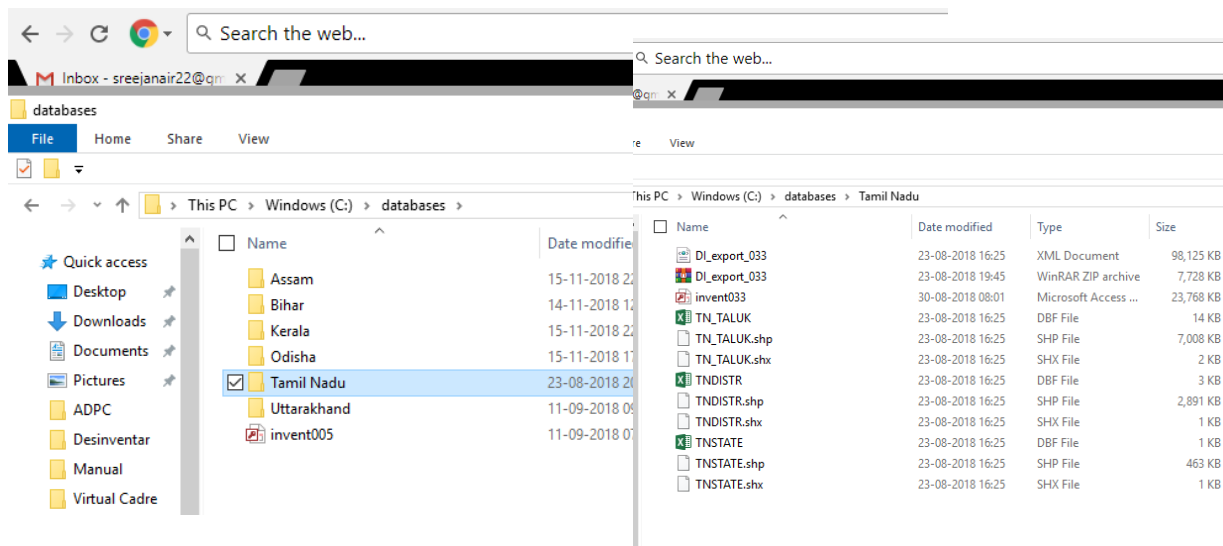 Search the web...
Inbox - sreejanair22@gm
databases
File Home Share View
This PC > Windows (C:) > databases >
Name Date modifie
Quick access
Desktop
Downloads
Documents
Pictures
ADPC
Desinventar
Manual
Virtual Cadre
Assam 15-11-2018 22
Bihar 14-11-2018 12
Kerala 15-11-2018 22
Odisha 15-11-2018 17
Tamil Nadu 23-08-2018 20
Uttarakhand 11-09-2018 09
invent005 11-09-2018 07
Search the web...
@gm
re View
This PC > Windows (C:) > databases > Tamil Nadu
Name Date modified Type Size
DI_export_033 23-08-2018 16:25 XML Document 98,125 KB
DI_export_033 23-08-2018 19:45 WinRAR ZIP archive 7,728 KB
invent033 30-08-2018 08:01 Microsoft Access ... 23,768 KB
TN_TALUK 23-08-2018 16:25 DBF File 14 KB
TN_TALUK.shp 23-08-2018 16:25 SHP File 7,008 KB
TN_TALUK.shx 23-08-2018 16:25 SHX File 2 KB
TNDISTR 23-08-2018 16:25 DBF File 3 KB
TNDISTR.shp 23-08-2018 16:25 SHP File 2,891 KB
TNDISTR.shx 23-08-2018 16:25 SHX File 1 KB
TNSTATE 23-08-2018 16:25 DBF File 1 KB
TNSTATE.shp 23-08-2018 16:25 SHP File 463 KB
TNSTATE.shx 23-08-2018 16:25 SHX File 1 KB